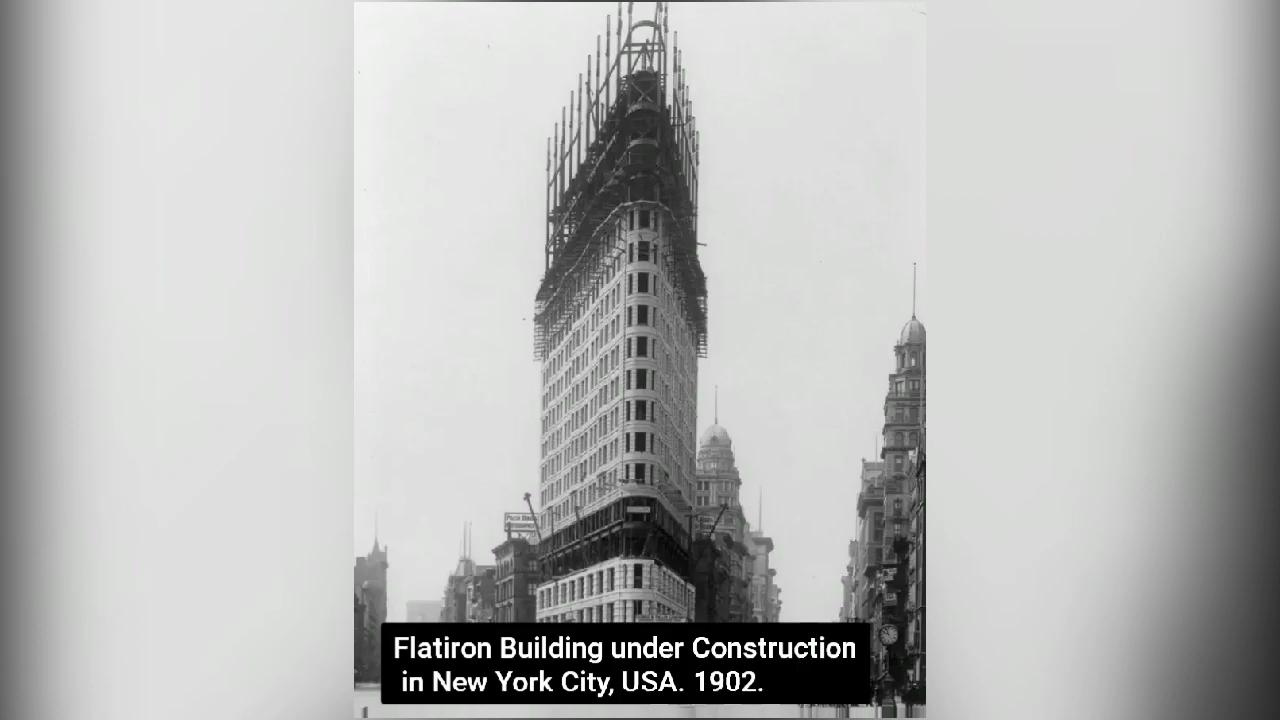 Flatiron Building under Construction
in New York City, USA. 1902.